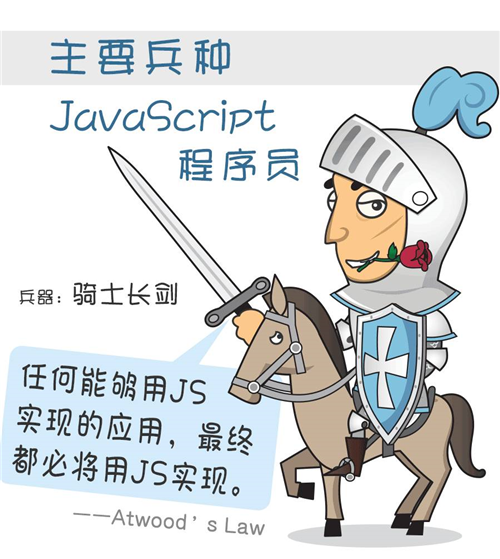 主要兵种
JavaScript
程序员
兵器：骑士长剑
任何能够用JS
实现的应用，最终
都必将用JS实现。
——Atwood’s Law